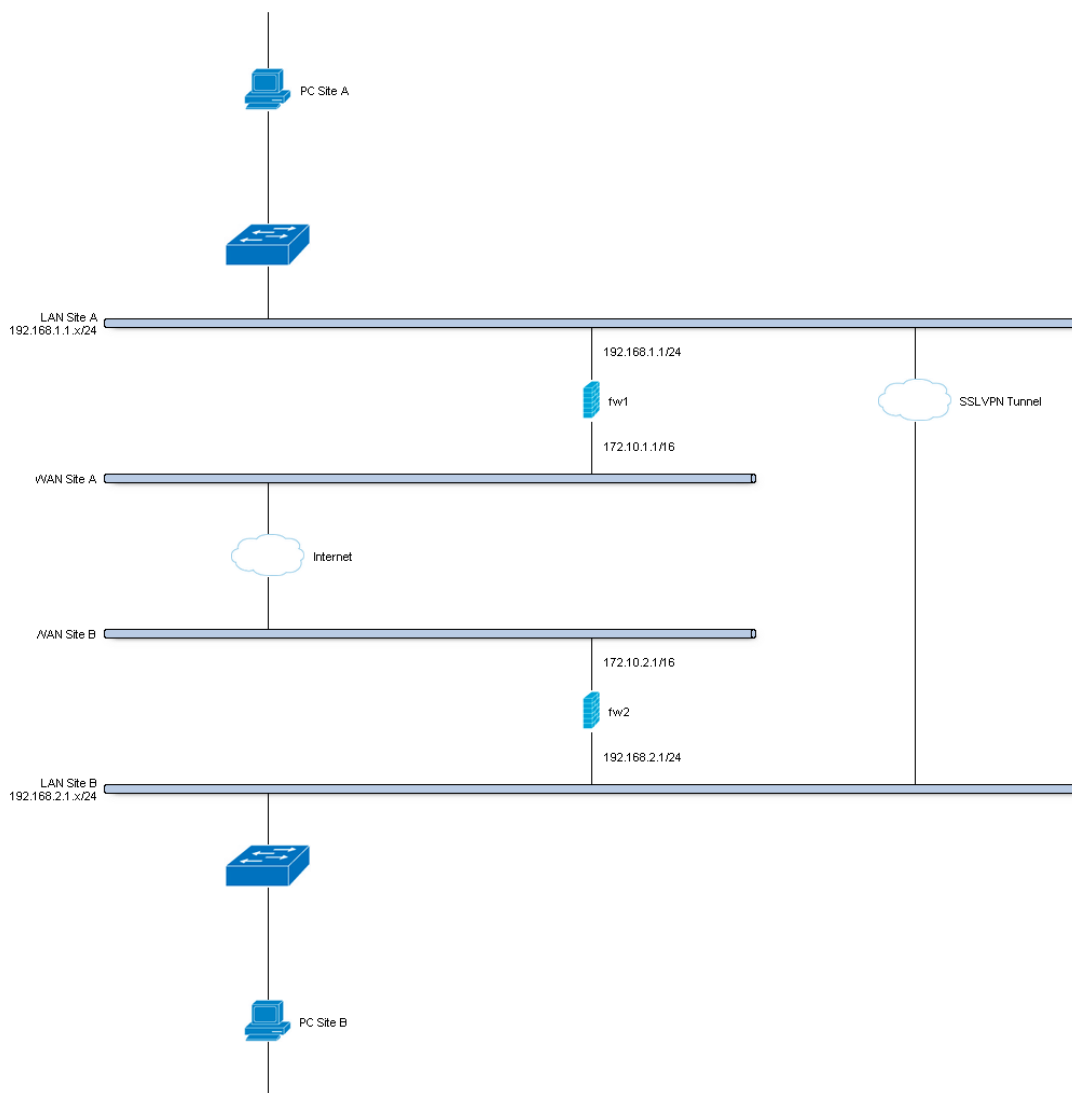 PC Site A
LAN Site A
192.168.1.1.x/24
192.168.1.1/24
fw1
SSLVPN Tunnel
172.10.1.1/16
WAN Site A
Internet
WAN Site B
172.10.2.1/16
fw2
192.168.2.1/24
LAN Site B
192.168.2.1.x/24
PC Site B